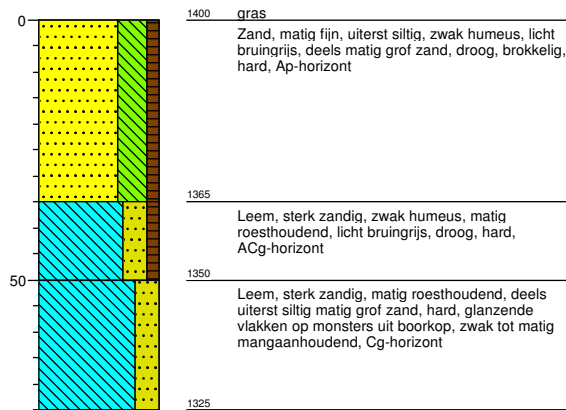 0
1400
gras
Zand, matig fijn, uiterst siltig, zwak humeus, licht
bruingrijs, deels matig grof zand, droog, brokkelig,
hard, Ap-horizont
1365
Leem, sterk zandig, zwak humeus, matig
roesthoudend, licht bruingrijs, droog, hard,
ACg-horizont
50
1350
Leem, sterk zandig, matig roesthoudend, deels
uiterst siltig matig grof zand, hard, glanzende
vlakken op monsters uit boorkop, zwak tot matig
mangaanhoudend, Cg-horizont
1325